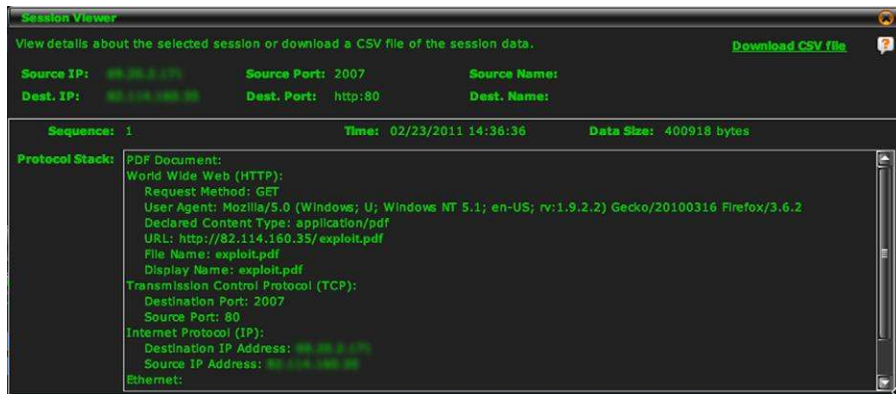 Session Viewer
View details about the selected session or download a CSV file of the session data. Download CSV file ?
Source IP: Source Port: 2007 Source Name:
Dest. IP: Dest. Port: http:80 Dest. Name:
Sequence: 1 Time: 02/23/2011 14:36:36 Data Size: 400918 bytes
Protocol Stack: PDF Document:
World Wide Web (HTTP):
Request Method: GET
User Agent: Mozilla/5.0 (Windows; U; Windows NT 5.1; en-US; rv:1.9.2.2) Gecko/20100316 Firefox/3.6.2
Declared Content Type: application/pdf
URL: http://82.114.160.35/exploit.pdf
File Name: exploit.pdf
Display Name: exploit.pdf
Transmission Control Protocol (TCP):
Destination Port: 2007
Source Port: 80
Internet Protocol (IP):
Destination IP Address:
Source IP Address:
Ethernet: